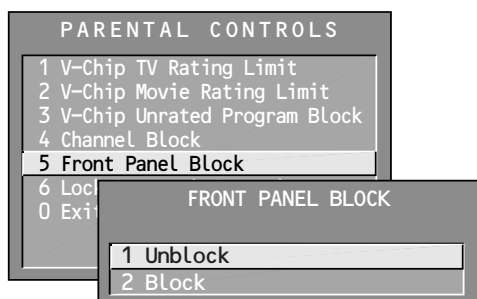 PARENTAL CONTROLS
1 V-Chip TV Rating Limit
2 V-Chip Movie Rating Limit
3 V-Chip Unrated Program Block
4 Channel Block
5 Front Panel Block
6 Loc
0 Exi
FRONT PANEL BLOCK
1 Unblock
2 Block